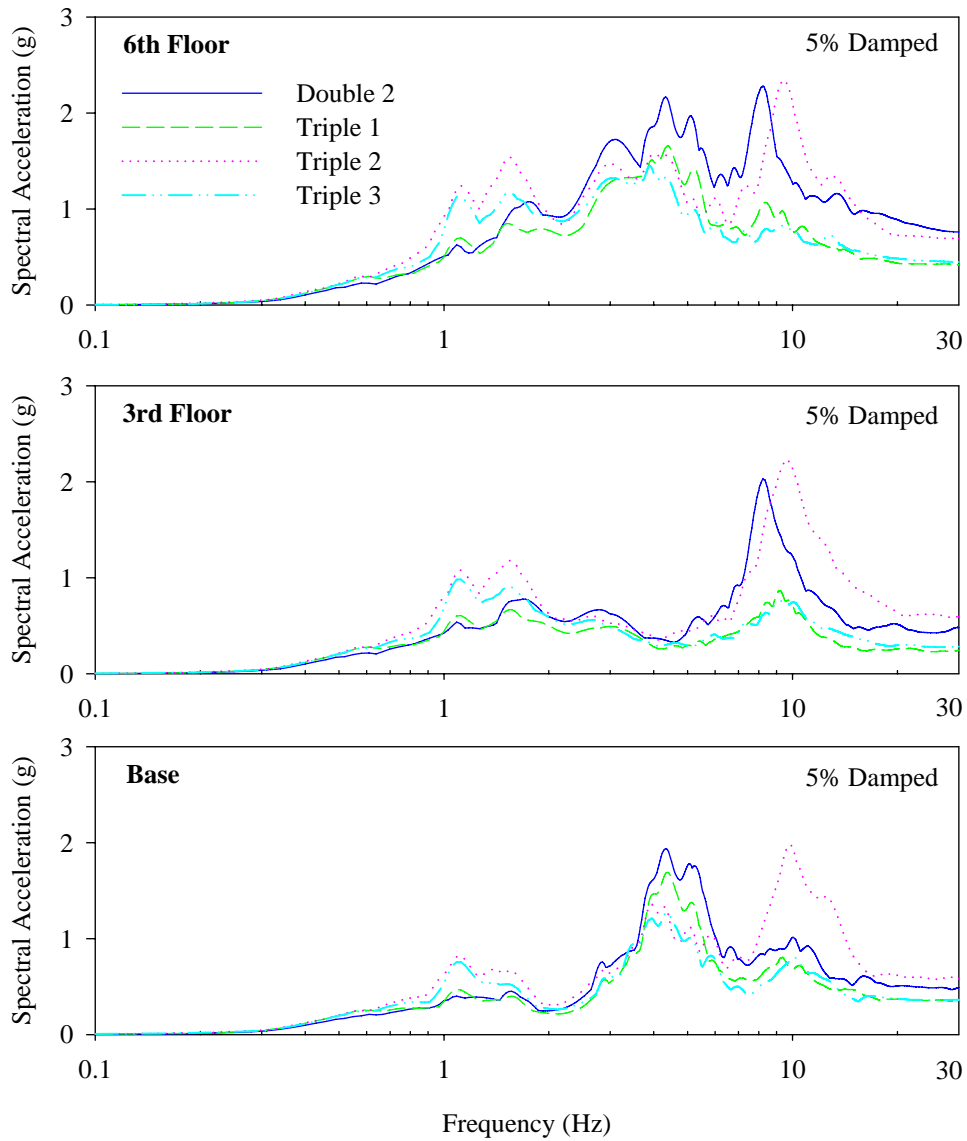 3
6th Floor
5% Damped
Double 2
Triple 1
Triple 2
Triple 3
2
1
0
0.1
1
10
30
Spectral Acceleration (g)
3
3rd Floor
5% Damped
2
1
0
0.1
1
10
30
Spectral Acceleration (g)
3
Base
5% Damped
2
1
0
0.1
1
10
30
Spectral Acceleration (g)
Frequency (Hz)